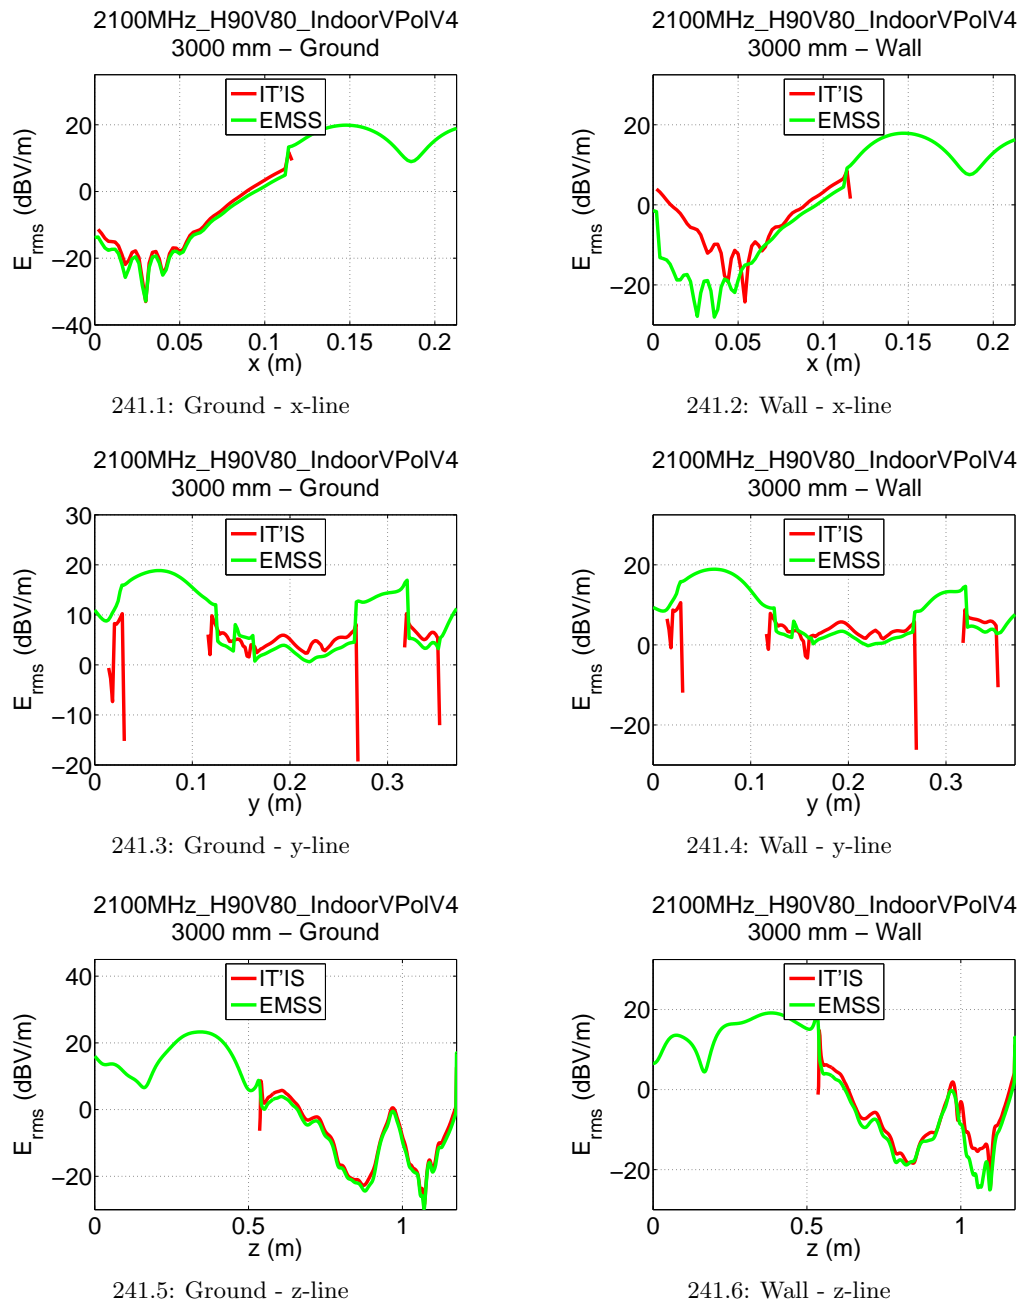 2100MHz_H90V80_IndoorVPolV4
3000 mm – Ground
IT'IS
EMSS
E_rms (dBV/m)
20
0
−20
−40
0
0.05
0.1
0.15
0.2
x (m)
241.1: Ground - x-line
2100MHz_H90V80_IndoorVPolV4
3000 mm – Wall
IT'IS
EMSS
E_rms (dBV/m)
20
0
−20
0
0.05
0.1
0.15
0.2
x (m)
241.2: Wall - x-line
2100MHz_H90V80_IndoorVPolV4
3000 mm – Ground
IT'IS
EMSS
E_rms (dBV/m)
30
20
10
0
−10
−20
0
0.1
0.2
0.3
y (m)
241.3: Ground - y-line
2100MHz_H90V80_IndoorVPolV4
3000 mm – Wall
IT'IS
EMSS
E_rms (dBV/m)
20
0
−20
0
0.1
0.2
0.3
y (m)
241.4: Wall - y-line
2100MHz_H90V80_IndoorVPolV4
3000 mm – Ground
IT'IS
EMSS
E_rms (dBV/m)
40
20
0
−20
0
0.5
1
z (m)
241.5: Ground - z-line
2100MHz_H90V80_IndoorVPolV4
3000 mm – Wall
IT'IS
EMSS
E_rms (dBV/m)
20
0
−20
0
0.5
1
z (m)
241.6: Wall - z-line